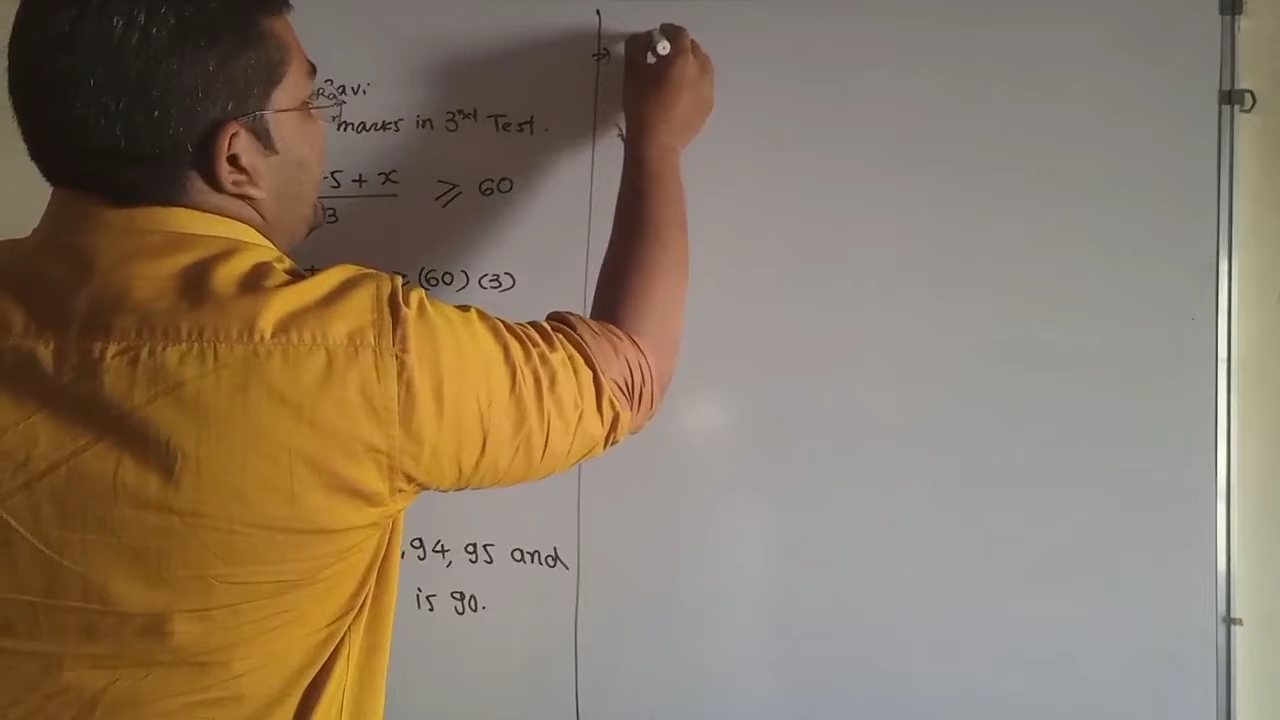 Ravi
marks in 3rd Test.
5 + x
3
⩾ 60
(60) (3)
94, 95 and
is 90.